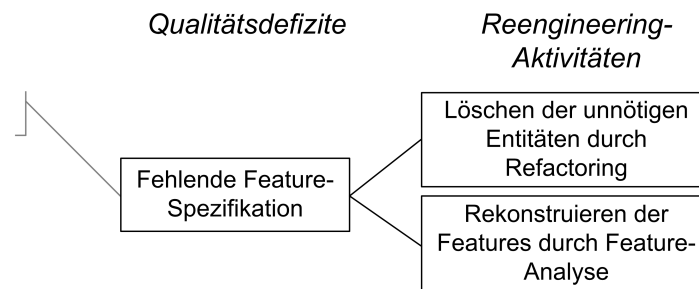 Qualitätsdefizite
Reengineering-
Aktivitäten
Löschen der unnötigen
Entitäten durch
Refactoring
Fehlende Feature-
Spezifikation
Rekonstruieren der
Features durch Feature-
Analyse